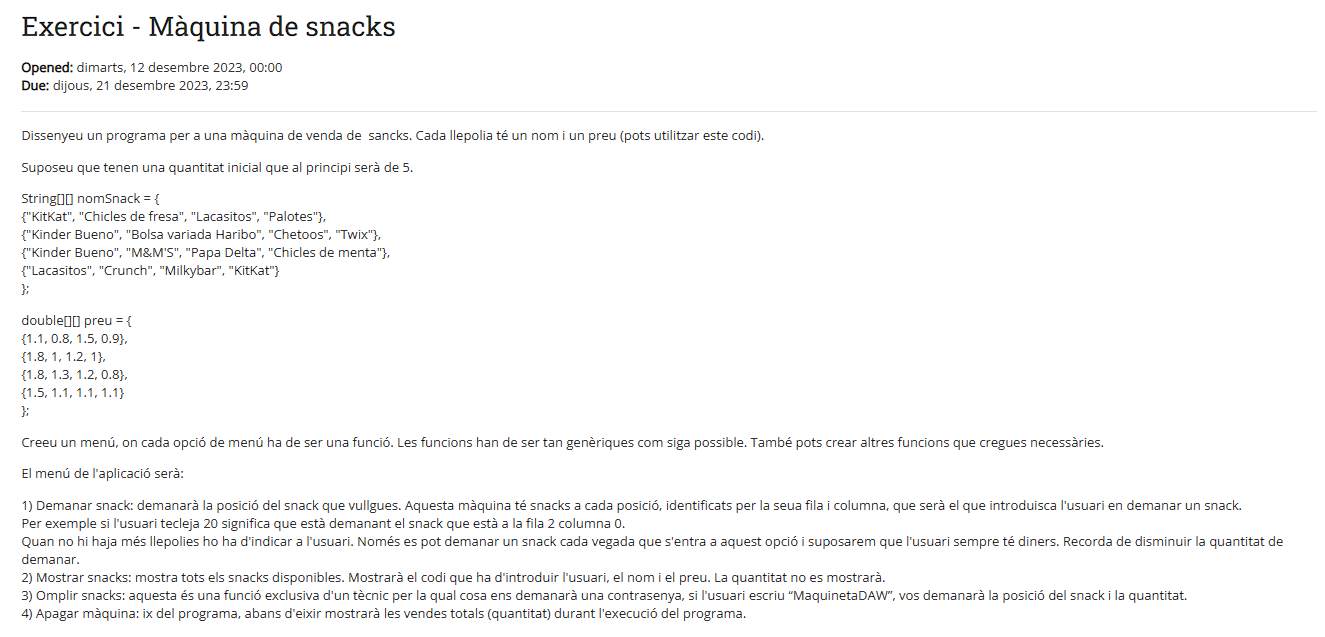 Exercici - Màquina de snacks
Opened: dimarts, 12 desembre 2023, 00:00
Due: dijous, 21 desembre 2023, 23:59
Dissenyeu un programa per a una màquina de venda de  sancks. Cada llepolia té un nom i un preu (pots utilitzar este codi).
Suposeu que tenen una quantitat inicial que al principi serà de 5.
String[][] nomSnack = {
{"KitKat", "Chicles de fresa", "Lacasitos", "Palotes"},
{"Kinder Bueno", "Bolsa variada Haribo", "Chetoos", "Twix"},
{"Kinder Bueno", "M&M'S", "Papa Delta", "Chicles de menta"},
{"Lacasitos", "Crunch", "Milkybar", "KitKat"}
};
double[][] preu = {
{1.1, 0.8, 1.5, 0.9},
{1.8, 1, 1.2, 1},
{1.8, 1.3, 1.2, 0.8},
{1.5, 1.1, 1.1, 1.1}
};
Creeu un menú, on cada opció de menú ha de ser una funció. Les funcions han de ser tan genèriques com siga possible. També pots crear altres funcions que cregues necessàries.
El menú de l'aplicació serà:
1) Demanar snack: demanarà la posició del snack que vullgues. Aquesta màquina té snacks a cada posició, identificats per la seua fila i columna, que serà el que introduisca l'usuari en demanar un snack.
Per exemple si l'usuari tecleja 20 significa que està demanant el snack que està a la fila 2 columna 0.
Quan no hi haja més llepolies ho ha d'indicar a l'usuari. Només es pot demanar un snack cada vegada que s'entra a aquest opció i suposarem que l'usuari sempre té diners. Recorda de disminuir la quantitat de
demanar.
2) Mostrar snacks: mostra tots els snacks disponibles. Mostrarà el codi que ha d'introduir l'usuari, el nom i el preu. La quantitat no es mostrarà.
3) Omplir snacks: aquesta és una funció exclusiva d'un tècnic per la qual cosa ens demanarà una contrasenya, si l'usuari escriu “MaquinetaDAW”, vos demanarà la posició del snack i la quantitat.
4) Apagar màquina: ix del programa, abans d'eixir mostrarà les vendes totals (quantitat) durant l'execució del programa.